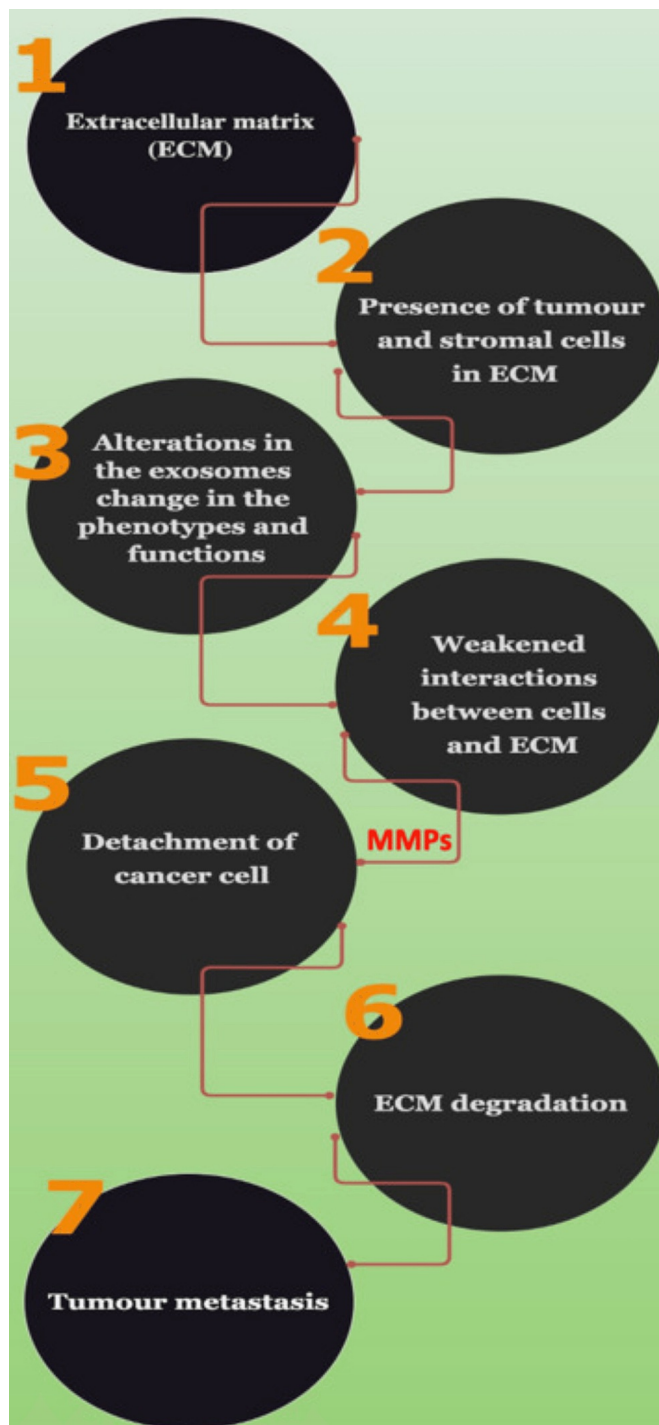 1
Extracellular matrix
(ECM)
2
Presence of tumour
and stromal cells
in ECM
3
Alterations in
the exosomes
change in the
phenotypes and
functions
4
Weakened
interactions
between cells
and ECM
5
Detachment of
cancer cell
MMPs
6
ECM degradation
7
Tumour metastasis